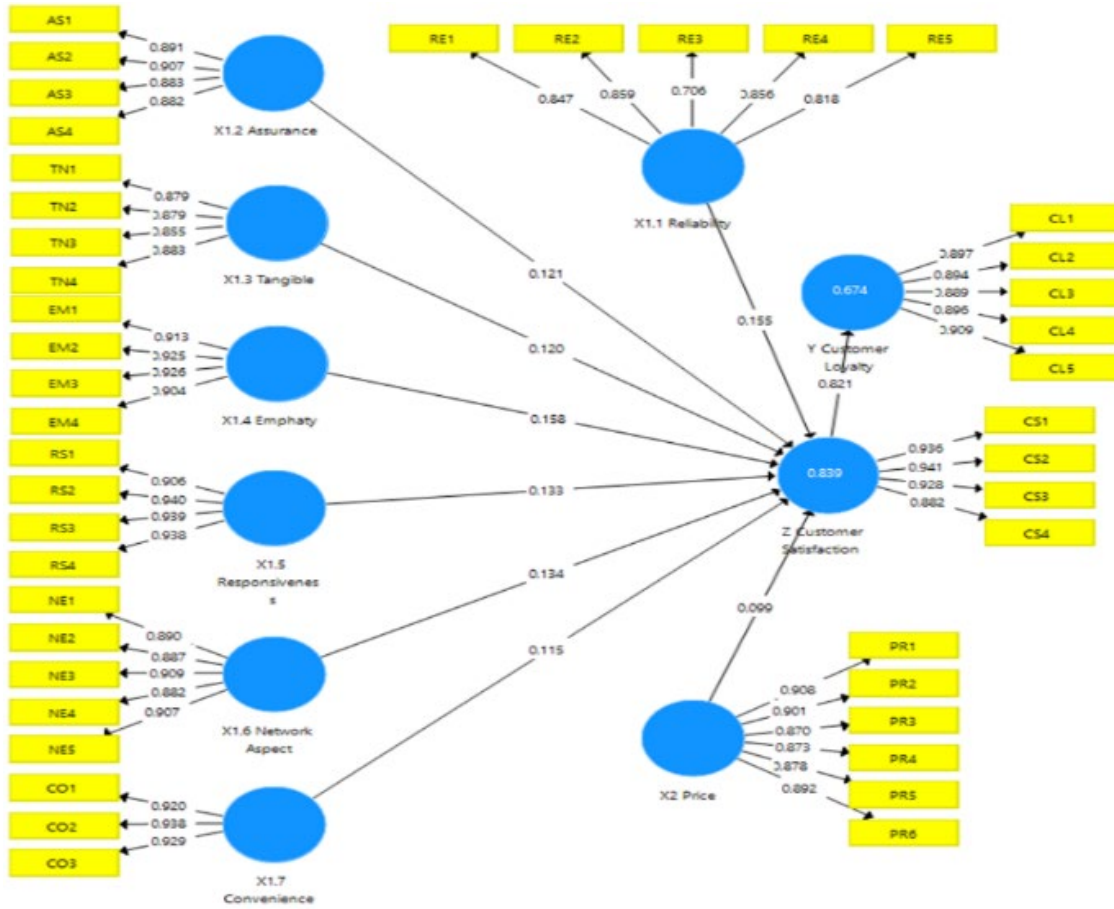 AS1
AS2
AS3
AS4
0.891
0.907
0.883
0.882
X1.2 Assurance
RE1
RE2
RE3
RE4
RE5
0.847
0.859
0.706
0.856
0.818
X1.1 Reliability
TN1
TN2
TN3
TN4
0.879
0.879
0.855
0.883
X1.3 Tangible
EM1
EM2
EM3
EM4
0.913
0.925
0.926
0.904
X1.4 Emphaty
RS1
RS2
RS3
RS4
0.906
0.940
0.939
0.938
X1.5
Responsivenes
s
NE1
NE2
NE3
NE4
NE5
0.890
0.887
0.909
0.882
0.907
X1.6 Network
Aspect
CO1
CO2
CO3
0.920
0.938
0.929
X1.7
Convenience
0.121
0.120
0.158
0.133
0.134
0.115
0.155
0.099
0.821
0.674
Y Customer
Loyalty
0.897
0.894
0.889
0.896
0.909
CL1
CL2
CL3
CL4
CL5
0.839
Z Customer
Satisfaction
0.936
0.941
0.928
0.882
CS1
CS2
CS3
CS4
X2 Price
0.908
0.901
0.870
0.873
0.878
0.892
PR1
PR2
PR3
PR4
PR5
PR6